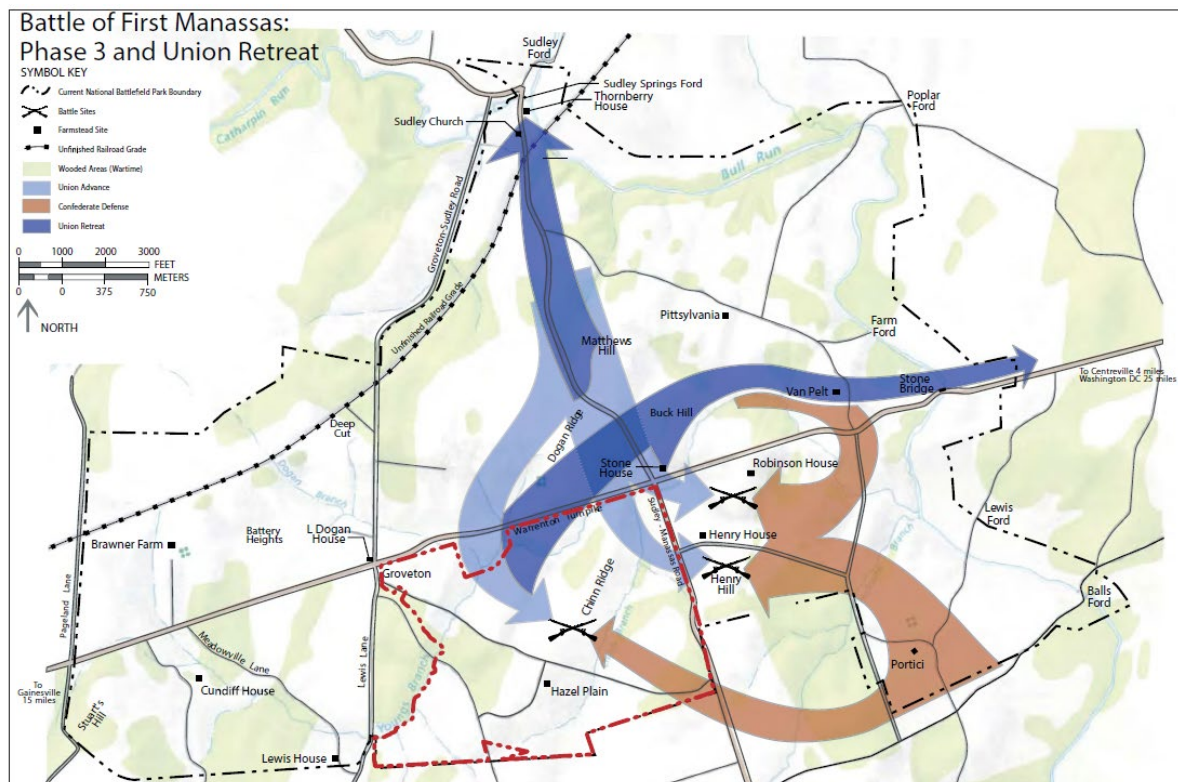 Battle of First Manassas:
Phase 3 and Union Retreat
SYMBOL KEY
Current National Battlefield Park Boundary
Battle Sites
Farmstead Site
Unfinished Railroad Grade
Wooded Areas (Wartime)
Union Advance
Confederate Defense
Union Retreat
0 1000 2000 3000
FEET
METERS
0 0 375 750
NORTH
Sudley
Ford
Sudley Springs Ford
Thornberry
House
Sudley Church
Poplar
Ford
Catharpin Run
Bull Run
Groveton-Sudley Road
Unfinished Railroad Grade
Pittsylvania
Matthews
Hill
Farm
Ford
Stone
Bridge
To Centreville 4 miles
Washington DC 25 miles
Van Pelt
Buck Hill
Deep
Cut
Dogan Ridge
Dogan Branch
Stone
House
Robinson House
Warrenton Turnpike
Sudley - Manassas Road
Lewis
Ford
Battery
Heights
L Dogan
House
Brawner Farm
Henry House
Henry
Hill
Branch
Groveton
Chinn Ridge
Balls
Ford
Pageland Lane
Meadowville Lane
Lewis Lane
Youngs Branch
Branch
Portici
To
Gainesville
15 miles
Cundiff House
Hazel Plain
Stuart's
Hill
Lewis House